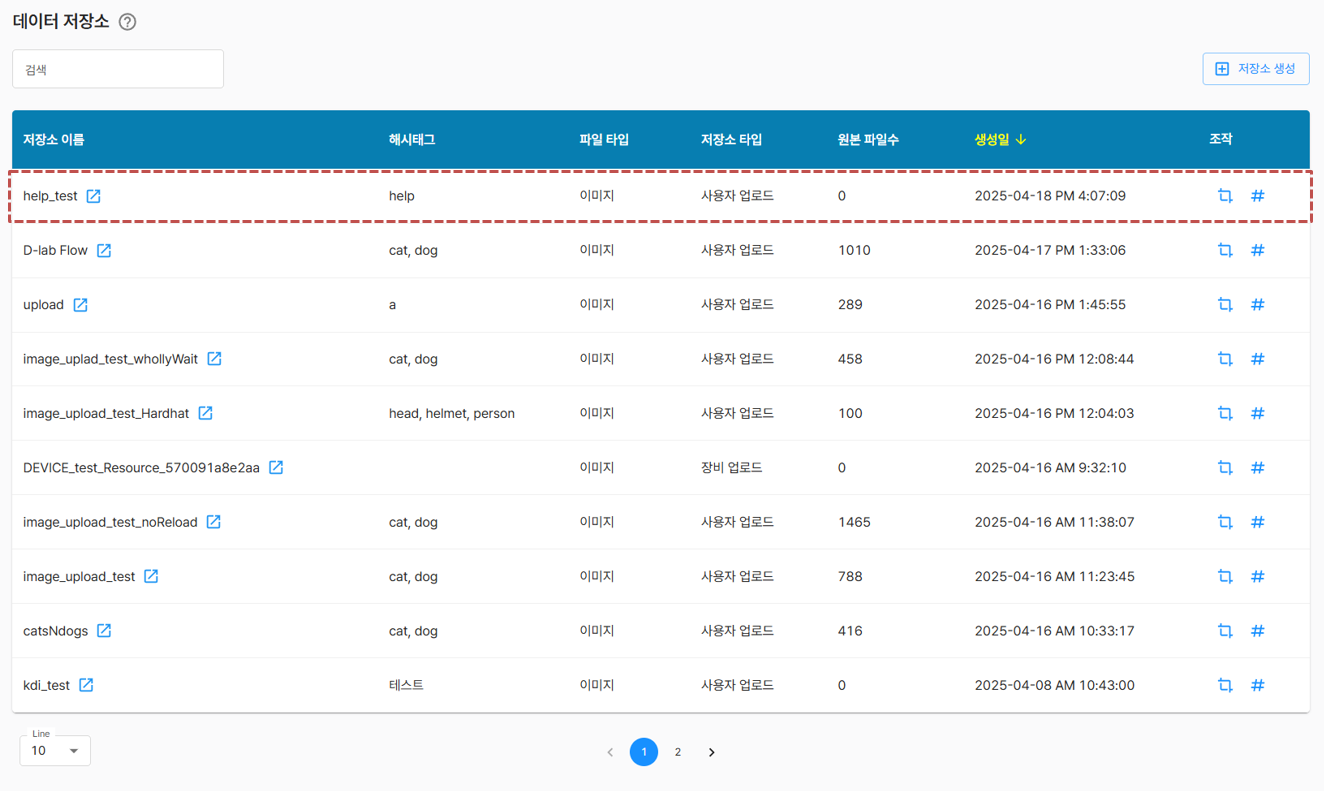 데이터 저장소
검색
저장소 생성
저장소 이름 해시태그 파일 타입 저장소 타입 원본 파일수 생성일 조작
help_test help 이미지 사용자 업로드 0 2025-04-18 PM 4:07:09
D-lab Flow cat, dog 이미지 사용자 업로드 1010 2025-04-17 PM 1:33:06
upload a 이미지 사용자 업로드 289 2025-04-16 PM 1:45:55
image_uplad_test_whollyWait cat, dog 이미지 사용자 업로드 458 2025-04-16 PM 12:08:44
image_upload_test_Hardhat head, helmet, person 이미지 사용자 업로드 100 2025-04-16 PM 12:04:03
DEVICE_test_Resource_570091a8e2aa 이미지 장비 업로드 0 2025-04-16 AM 9:32:10
image_upload_test_noReload cat, dog 이미지 사용자 업로드 1465 2025-04-16 AM 11:38:07
image_upload_test cat, dog 이미지 사용자 업로드 788 2025-04-16 AM 11:23:45
catsNdogs cat, dog 이미지 사용자 업로드 416 2025-04-16 AM 10:33:17
kdi_test 테스트 이미지 사용자 업로드 0 2025-04-08 AM 10:43:00
Line
10 1 2